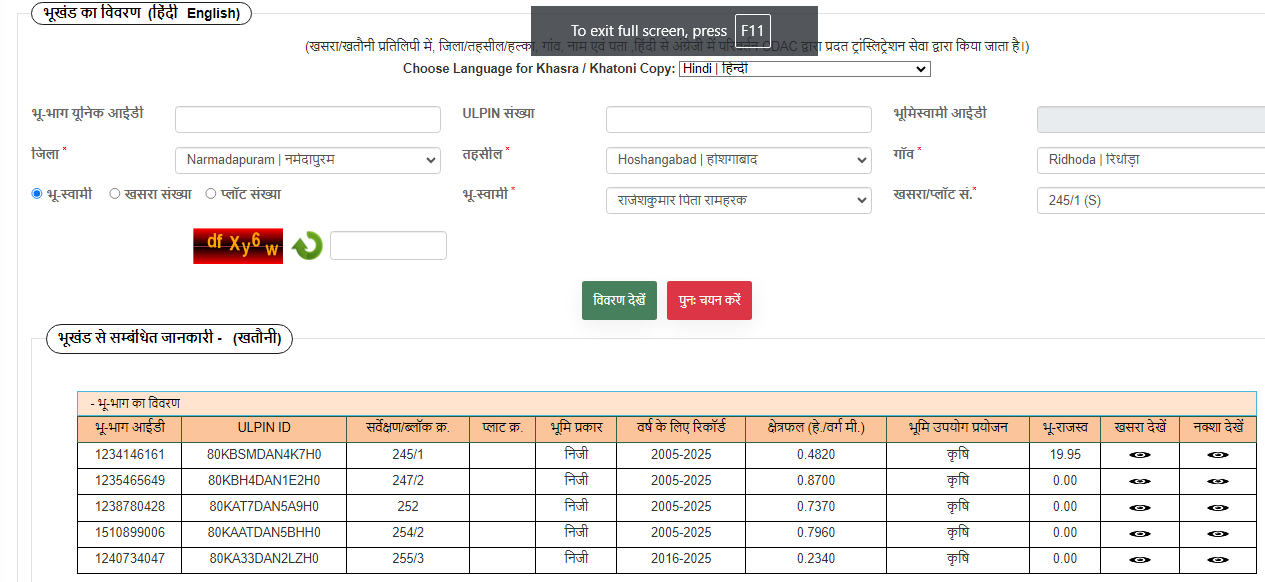 भूखंड का विवरण (हिंदी English)
To exit full screen, press F11
(खसरा/खतौनी प्रतिलिपी में, जिला/तहसील/हल्का, गांव, नाम एवं पता ,हिंदी से अंग्रेजी में परिवर्तन CDAC द्वारा प्रदत ट्रांस्लिट्रेशन सेवा द्वारा किया जाता है।)
Choose Language for Khasra / Khatoni Copy: Hindi | हिन्दी
भू-भाग यूनिक आईडी ULPIN संख्या भूमिस्वामी आईडी
जिला * Narmadapuram | नर्मदापुरम तहसील * Hoshangabad | होशंगाबाद गाँव * Ridhoda | रिधोड़ा
भू-स्वामी खसरा संख्या प्लॉट संख्या भू-स्वामी * राजेशकुमार पिता रामहरक खसरा/प्लॉट सं.* 245/1 (S)
df Xy6 w
विवरण देखें पुनः चयन करें
भूखंड से सम्बंधित जानकारी - (खतौनी)
- भू-भाग का विवरण
भू-भाग आईडी ULPIN ID सर्वेक्षण/ब्लॉक क्र. प्लाट क्र. भूमि प्रकार वर्ष के लिए रिकॉर्ड क्षेत्रफल (हे./वर्ग मी.) भूमि उपयोग प्रयोजन भू-राजस्व खसरा देखें नक्शा देखें
1234146161 80KBSMDAN4K7H0 245/1 निजी 2005-2025 0.4820 कृषि 19.95
1235465649 80KBH4DAN1E2H0 247/2 निजी 2005-2025 0.8700 कृषि 0.00
1238780428 80KAT7DAN5A9H0 252 निजी 2005-2025 0.7370 कृषि 0.00
1510899006 80KAATDAN5BHH0 254/2 निजी 2005-2025 0.7960 कृषि 0.00
1240734047 80KA33DAN2LZH0 255/3 निजी 2016-2025 0.2340 कृषि 0.00